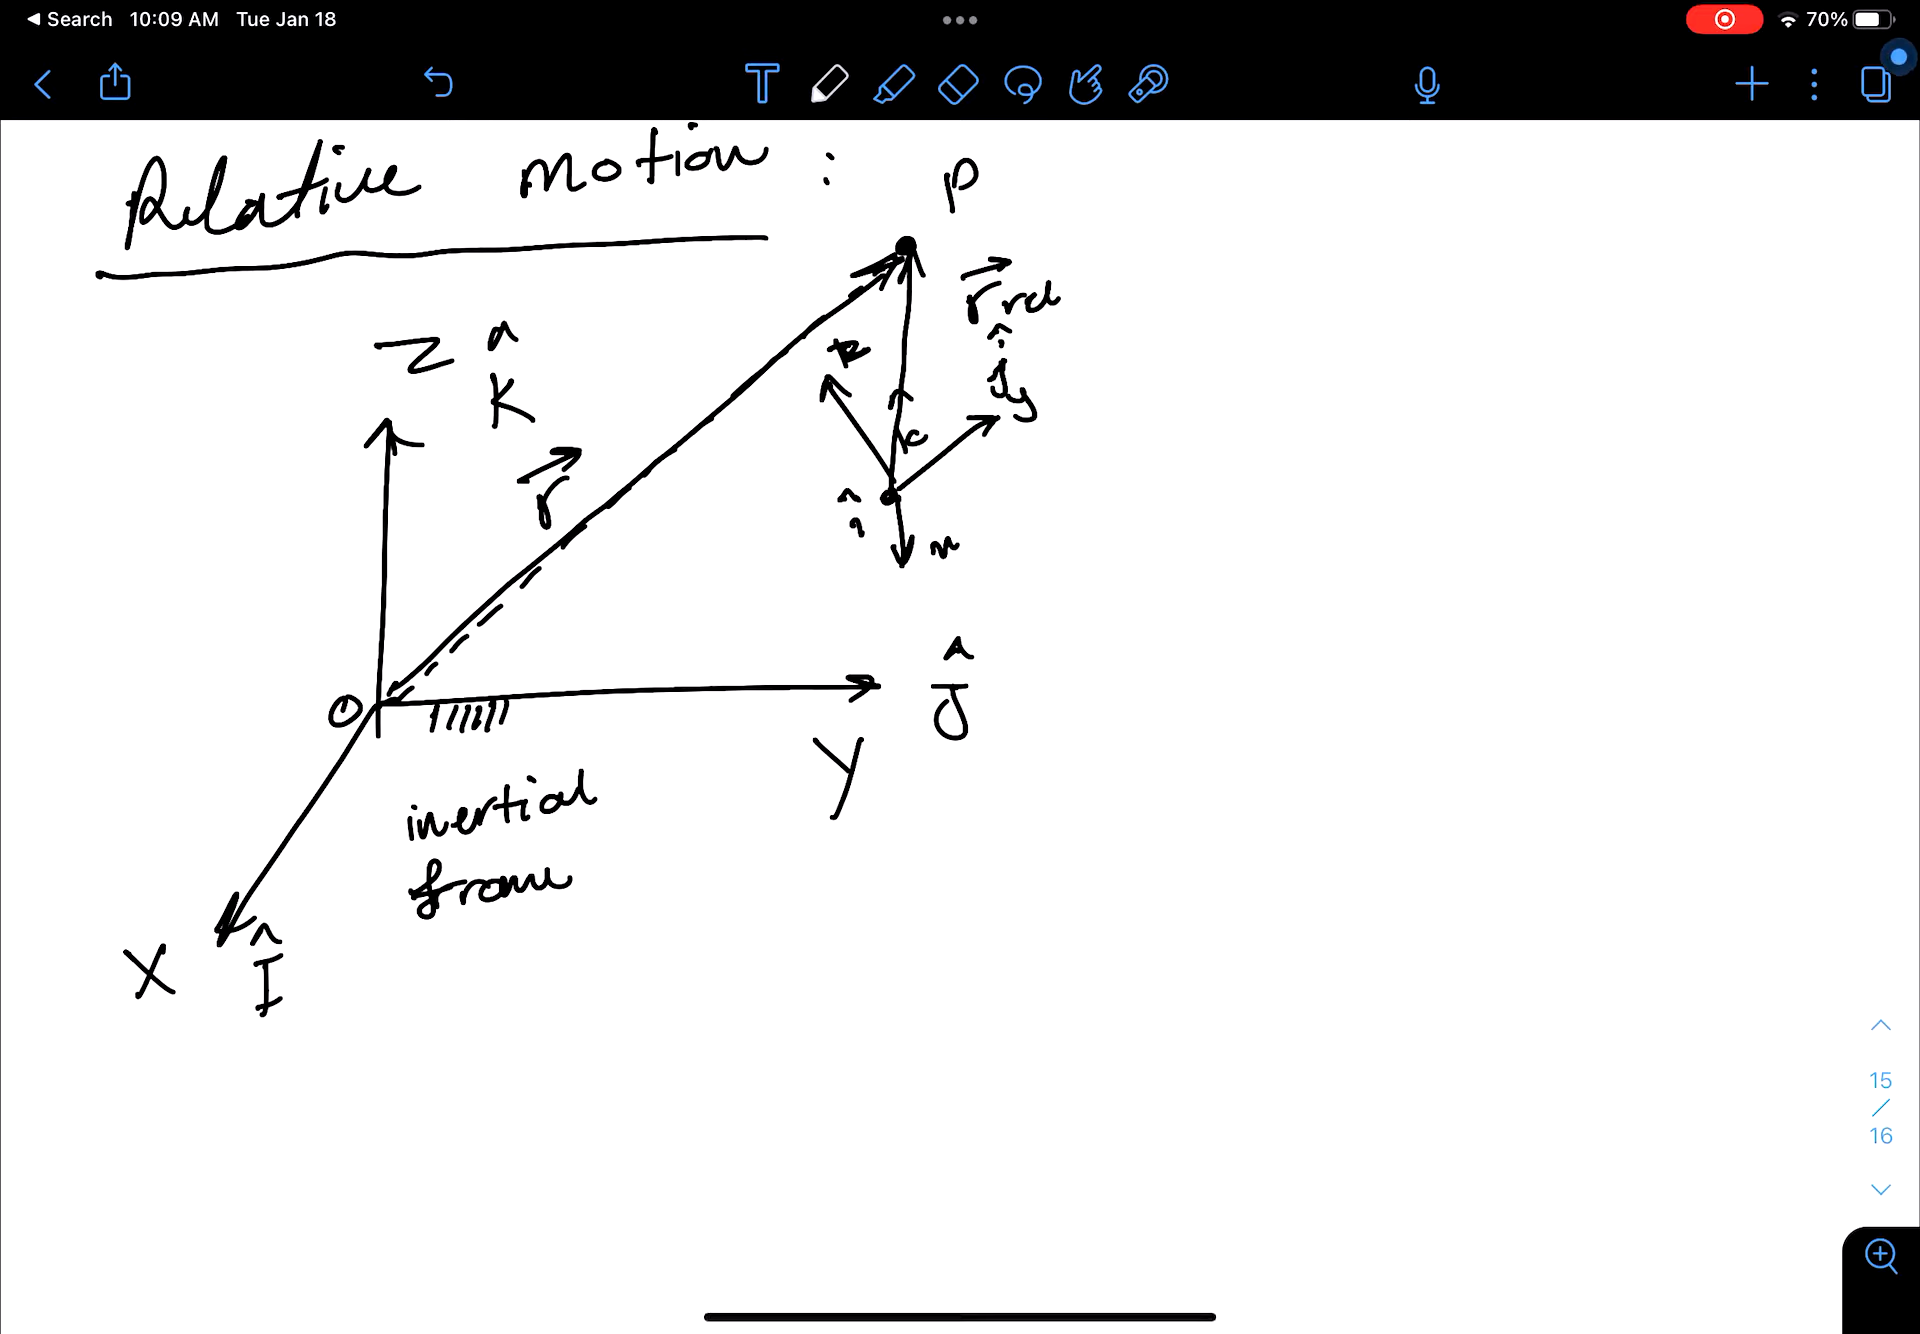 Search 10:09 AM Tue Jan 18
70%
Relative motion :
P
r rel
Z K
k
j y
r
i
x
J
O
Y
inertial
frame
X I
15
/
16